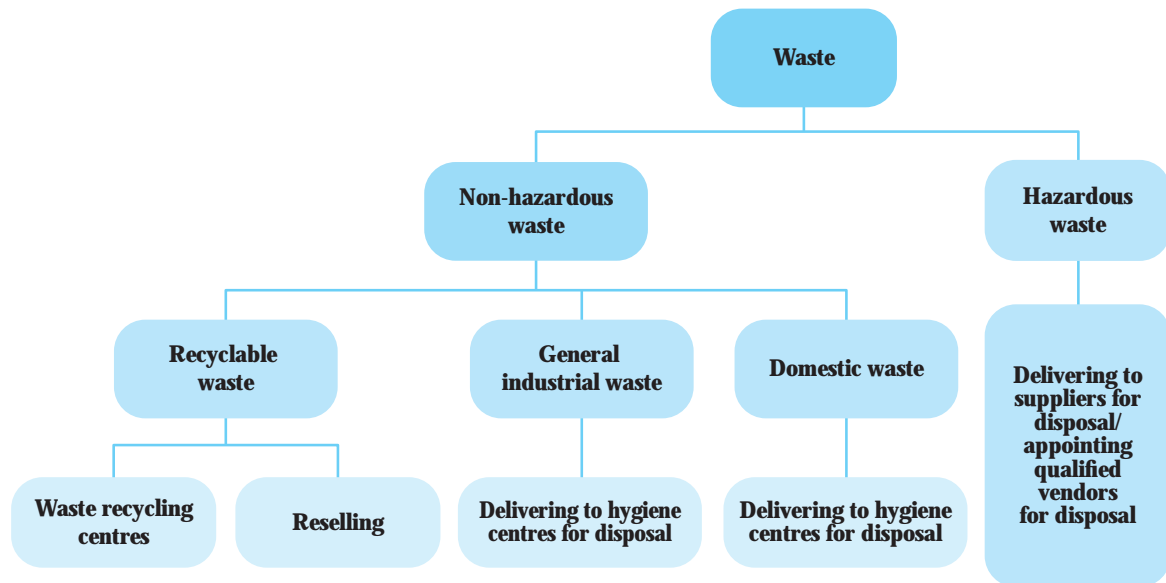 Waste
Non-hazardous
waste
Hazardous
waste
Recyclable
waste
General
industrial waste
Domestic waste
Delivering to
suppliers for
disposal/
appointing
qualified
vendors
for disposal
Waste recycling
centres
Reselling
Delivering to hygiene
centres for disposal
Delivering to hygiene
centres for disposal